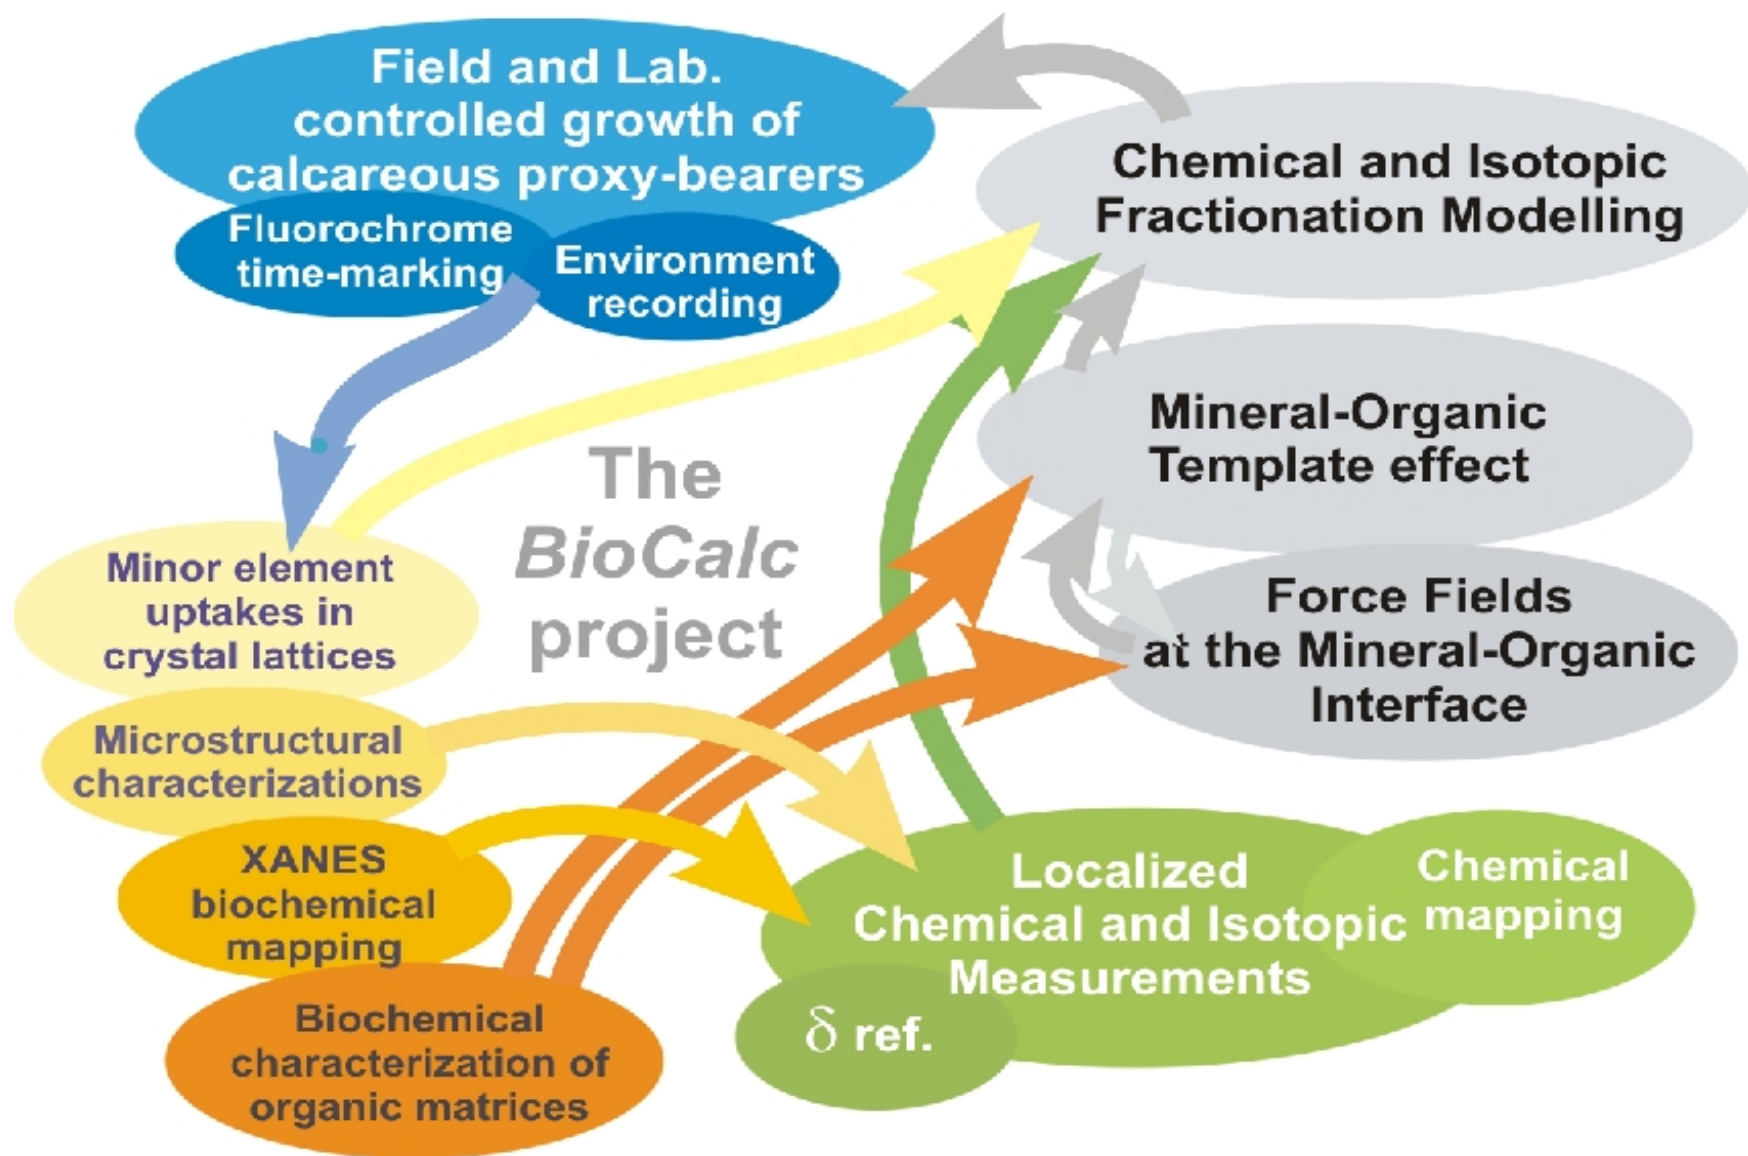 Field and Lab.
controlled growth of
calcareous proxy-bearers
Fluorochrome
time-marking
Environment
recording
Chemical and Isotopic
Fractionation Modelling
Mineral-Organic
Template effect
The
BioCalc
project
Force Fields
at the Mineral-Organic
Interface
Minor element
uptakes in
crystal lattices
Microstructural
characterizations
XANES
biochemical
mapping
Biochemical
characterization of
organic matrices
Localized
Chemical and Isotopic
Measurements
Chemical
mapping
δ ref.